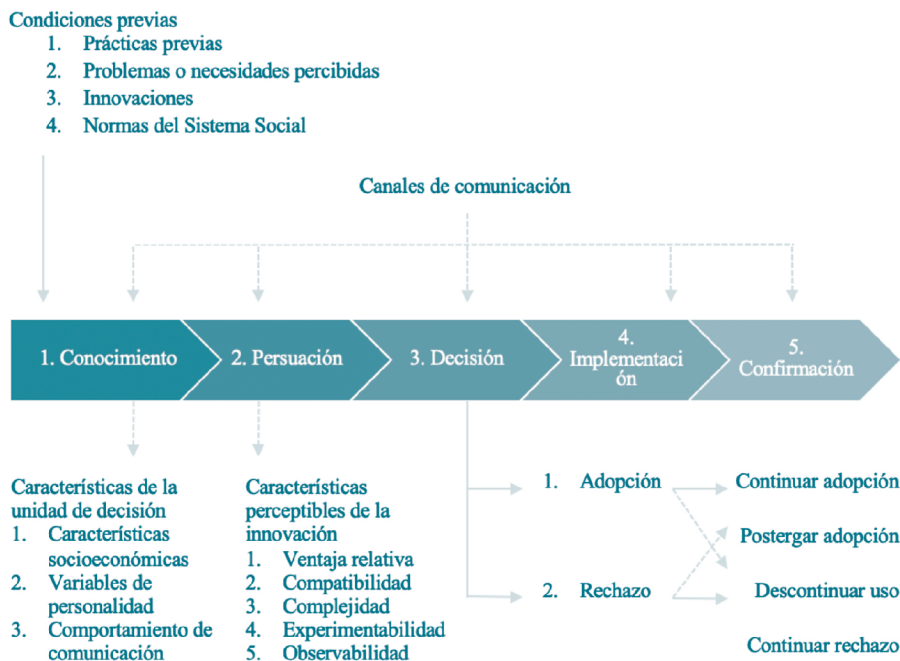 Condiciones previas
1. Prácticas previas
2. Problemas o necesidades percibidas
3. Innovaciones
4. Normas del Sistema Social
Canales de comunicación
1. Conocimiento
2. Persuación
3. Decisión
4.
Implementaci
ón
5.
Confirmación
Características de la
unidad de decisión
1. Características
socioeconómicas
2. Variables de
personalidad
3. Comportamiento de
comunicación
Características
perceptibles de la
innovación
1. Ventaja relativa
2. Compatibilidad
3. Complejidad
4. Experimentabilidad
5. Observabilidad
1. Adopción
2. Rechazo
Continuar adopción
Postergar adopción
Descontinuar uso
Continuar rechazo